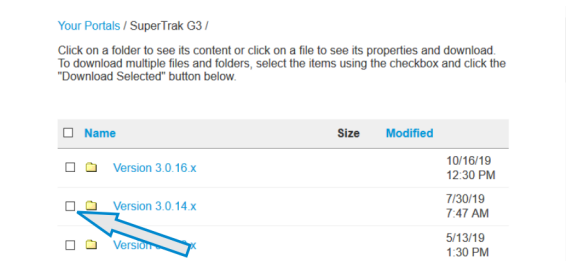 Your Portals / SuperTrak G3 /
Click on a folder to see its content or click on a file to see its properties and download.
To download multiple files and folders, select the items using the checkbox and click the
"Download Selected" button below.
Name Size Modified
Version 3.0.16.x 10/16/19
12:30 PM
Version 3.0.14.x 7/30/19
7:47 AM
Version 5/13/19
1:30 PM